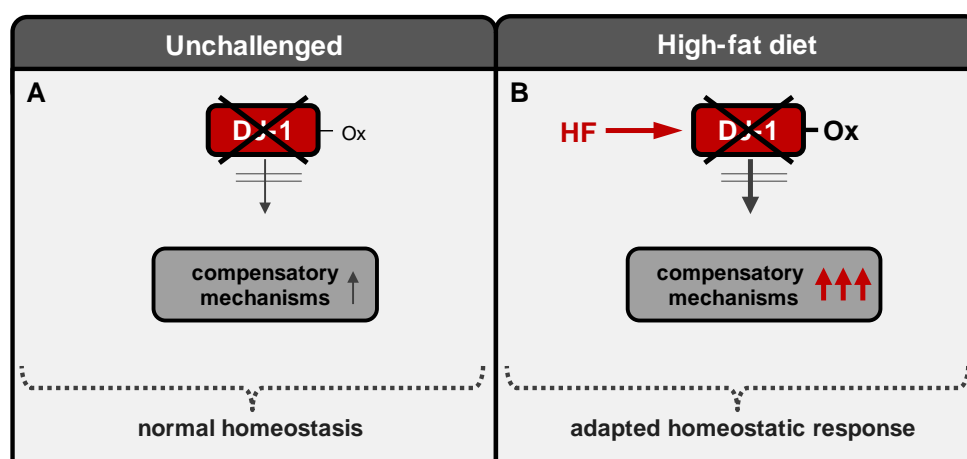 Unchallenged
High-fat diet
A
DJ-1
Ox
compensatory
mechanisms
normal homeostasis
B
HF
DJ-1
Ox
compensatory
mechanisms
adapted homeostatic response